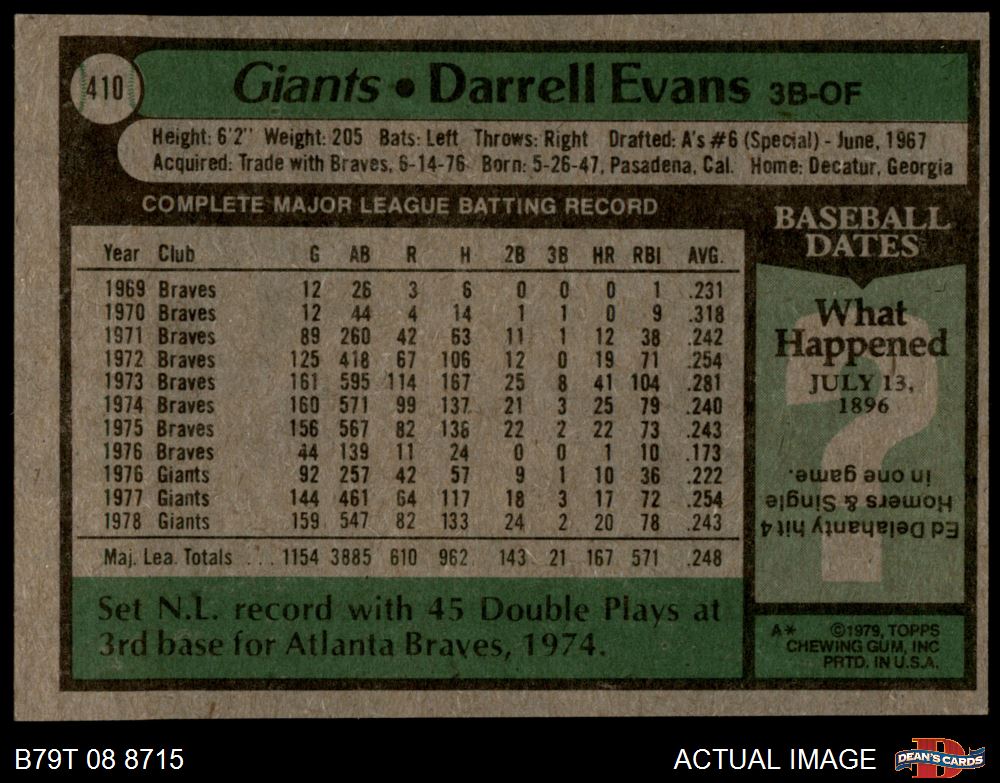 410
Giants • Darrell Evans 3B-OF
Height: 6'2" Weight: 205 Bats: Left Throws: Right Drafted: A's #6 (Special) - June, 1967
Acquired: Trade with Braves, 6-14-76 Born: 5-26-47, Pasadena, Cal. Home: Decatur, Georgia
COMPLETE MAJOR LEAGUE BATTING RECORD
Year Club G AB R H 2B 3B HR RBI AVG.
1969 Braves 12 26 3 6 0 0 0 1 .231
1970 Braves 12 44 4 14 1 1 0 9 .318
1971 Braves 89 260 42 63 11 1 12 38 .242
1972 Braves 125 418 67 106 12 0 19 71 .254
1973 Braves 161 595 114 167 25 8 41 104 .281
1974 Braves 160 571 99 137 21 3 25 79 .240
1975 Braves 156 567 82 138 22 2 22 73 .243
1976 Braves 44 139 11 24 0 0 1 10 .173
1976 Giants 92 257 42 57 9 1 10 36 .222
1977 Giants 144 461 64 117 18 3 17 72 .254
1978 Giants 159 547 82 133 24 2 20 78 .243
Maj. Lea. Totals ... 1154 3885 610 962 143 21 167 571 .248
Set N.L. record with 45 Double Plays at
3rd base for Atlanta Braves, 1974.
BASEBALL
DATES
What
Happened
JULY 13,
1896
?
Ed Delahanty hit 4
Homers & Single
in one game.
A* ©1979, TOPPS
CHEWING GUM, INC
PRTD. IN U.S.A.
B79T 08 8715
ACTUAL IMAGE
D
DEAN'S CARDS